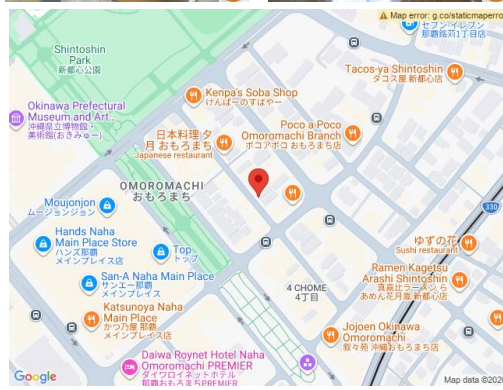 Map error: g.co/staticmaperro
セブン-イレブン
那覇銘苅1丁目店
Shintoshin
Park
新都心公園
Tacos-ya Shintoshin
タコス屋 新都心店
Kenpa's Soba Shop
けんぱーのすばやー
Okinawa Prefectural
Museum and Art...
沖縄県立博物館・
美術館(おきみゅー)
Poco a Poco
Omoromachi Branch
ポコアポコ おもろまち店
日本料理 夕
月 おもろまち
Japanese restaurant
OMOROMACHI
おもろまち
Moujonjon
ムージョンジョン
330
Hands Naha
Main Place Store
ハンズ那覇
メインプレイス店
Top
トップ
ゆずの花
Sushi restaurant
San-A Naha Main Place
サンエー那覇
メインプレイス
4 CHOME
4丁目
Ramen Kagetsu
Arashi Shintoshin
真嘉比ラーメン ら
あめん花月嵐 新都心店
Katsunoya Naha
Main Place
かつ乃屋 那覇
メインプレイス店
Jojoen Okinawa
Omoromachi
叙々苑 沖縄おもろまち店
Daiwa Roynet Hotel Naha
Omoromachi PREMIER
ダイワロイネットホテル
那覇おもろまちPREMIER
Google
Map data ©2026